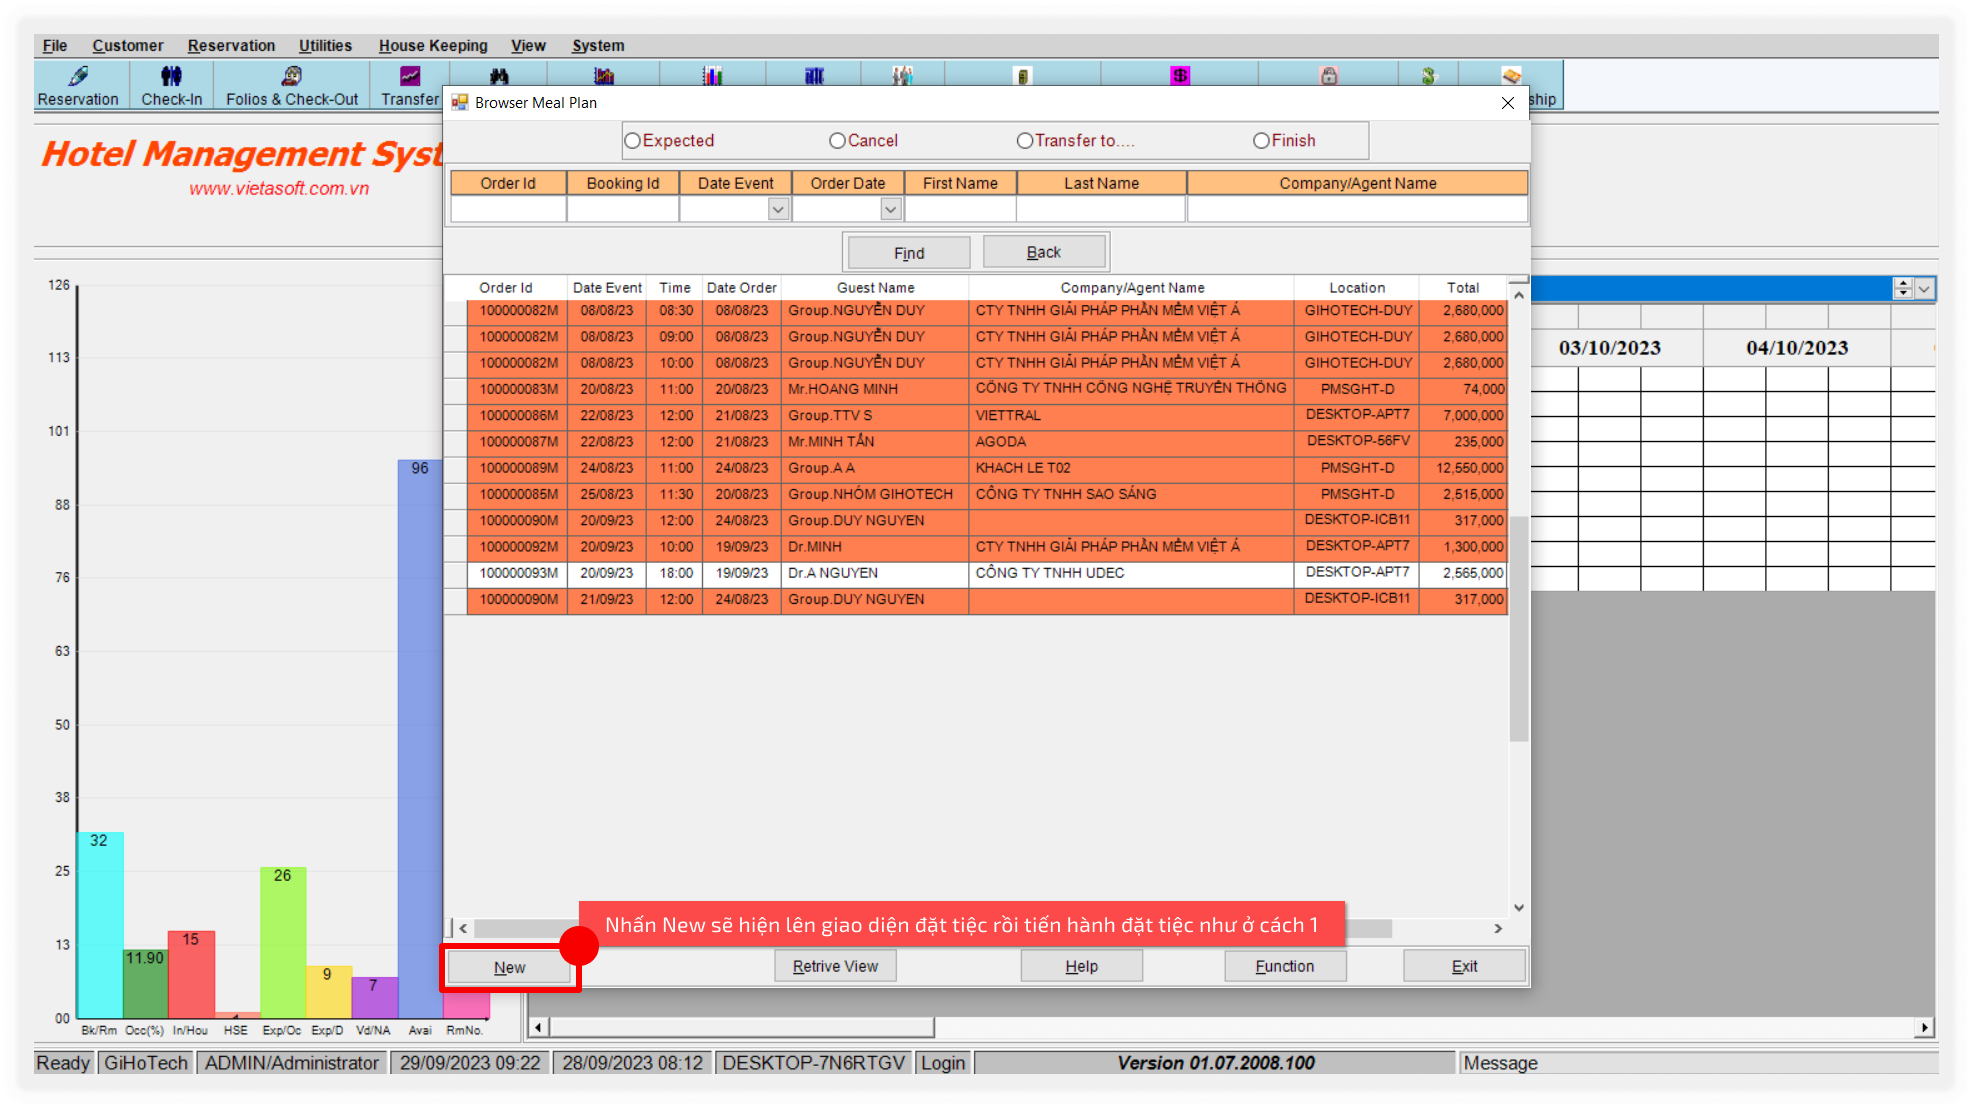 File Customer Reservation Utilities House Keeping View System
Reservation Check-In Folios & Check-Out Transfer ship
Browser Meal Plan
Hotel Management Syst
www.vietasoft.com.vn
Expected Cancel Transfer to.... Finish
Order Id Booking Id Date Event Order Date First Name Last Name Company/Agent Name
Find Back
Order Id Date Event Time Date Order Guest Name Company/Agent Name Location Total
100000082M 08/08/23 08:30 08/08/23 Group.NGUYỄN DUY CTY TNHH GIẢI PHÁP PHẦN MỀM VIỆT Á GIHOTECH-DUY 2,680,000
100000082M 08/08/23 09:00 08/08/23 Group.NGUYỄN DUY CTY TNHH GIẢI PHÁP PHẦN MỀM VIỆT Á GIHOTECH-DUY 2,680,000
100000082M 08/08/23 10:00 08/08/23 Group.NGUYỄN DUY CTY TNHH GIẢI PHÁP PHẦN MỀM VIỆT Á GIHOTECH-DUY 2,680,000
100000083M 20/08/23 11:00 20/08/23 Mr.HOANG MINH CÔNG TY TNHH CÔNG NGHỆ TRUYỀN THÔNG PMSGHT-D 74,000
100000086M 22/08/23 12:00 21/08/23 Group.TTV S VIETTRAL DESKTOP-APT7 7,000,000
100000087M 22/08/23 12:00 21/08/23 Mr.MINH TẤN AGODA DESKTOP-56FV 235,000
100000089M 24/08/23 11:00 24/08/23 Group.A A KHACH LE T02 PMSGHT-D 12,550,000
100000085M 25/08/23 11:30 20/08/23 Group.NHÓM GIHOTECH CÔNG TY TNHH SAO SÁNG PMSGHT-D 2,515,000
100000090M 20/09/23 12:00 24/08/23 Group.DUY NGUYEN DESKTOP-ICB11 317,000
100000092M 20/09/23 10:00 19/09/23 Dr.MINH CTY TNHH GIẢI PHÁP PHẦN MỀM VIỆT Á DESKTOP-APT7 1,300,000
100000093M 20/09/23 18:00 19/09/23 Dr.A NGUYEN CÔNG TY TNHH UDEC DESKTOP-APT7 2,565,000
100000090M 21/09/23 12:00 24/08/23 Group.DUY NGUYEN DESKTOP-ICB11 317,000
03/10/2023 04/10/2023
126
113
101
88
76
63
50
38
25
13
00
32
11.90
15
26
9
7
96
Bk/Rm Occ(%) In/Hou HSE Exp/Oc Exp/D Vd/NA Avai RmNo.
Nhấn New sẽ hiện lên giao diện đặt tiệc rồi tiến hành đặt tiệc như ở cách 1
New Retrive View Help Function Exit
Ready GiHoTech ADMIN/Administrator 29/09/2023 09:22 28/09/2023 08:12 DESKTOP-7N6RTGV Login Version 01.07.2008.100 Message